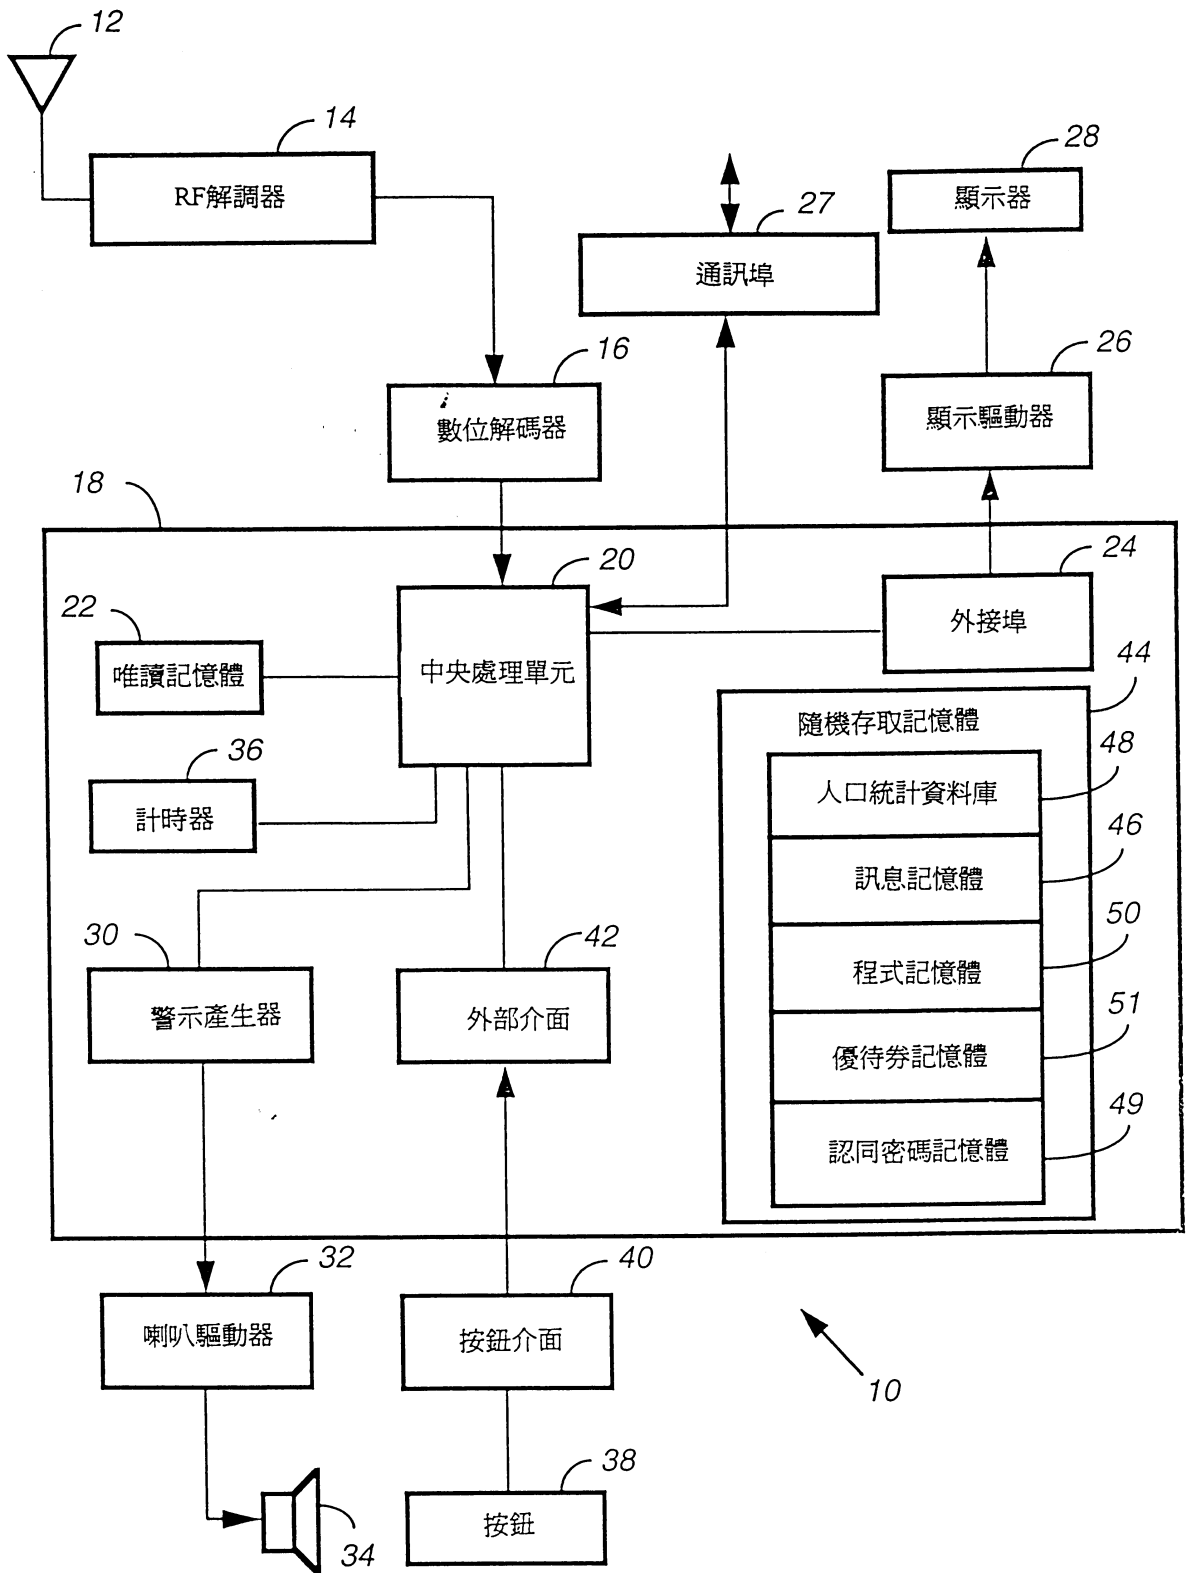 12
14
RF解調器
28
顯示器
27
通訊埠
16
數位解碼器
26
顯示驅動器
18
20
中央處理單元
24
外接埠
22
唯讀記憶體
44
隨機存取記憶體
36
計時器
48
人口統計資料庫
46
訊息記憶體
30
警示產生器
42
外部介面
50
程式記憶體
51
優待券記憶體
49
認同密碼記憶體
32
喇叭驅動器
40
按鈕介面
10
34
38
按鈕